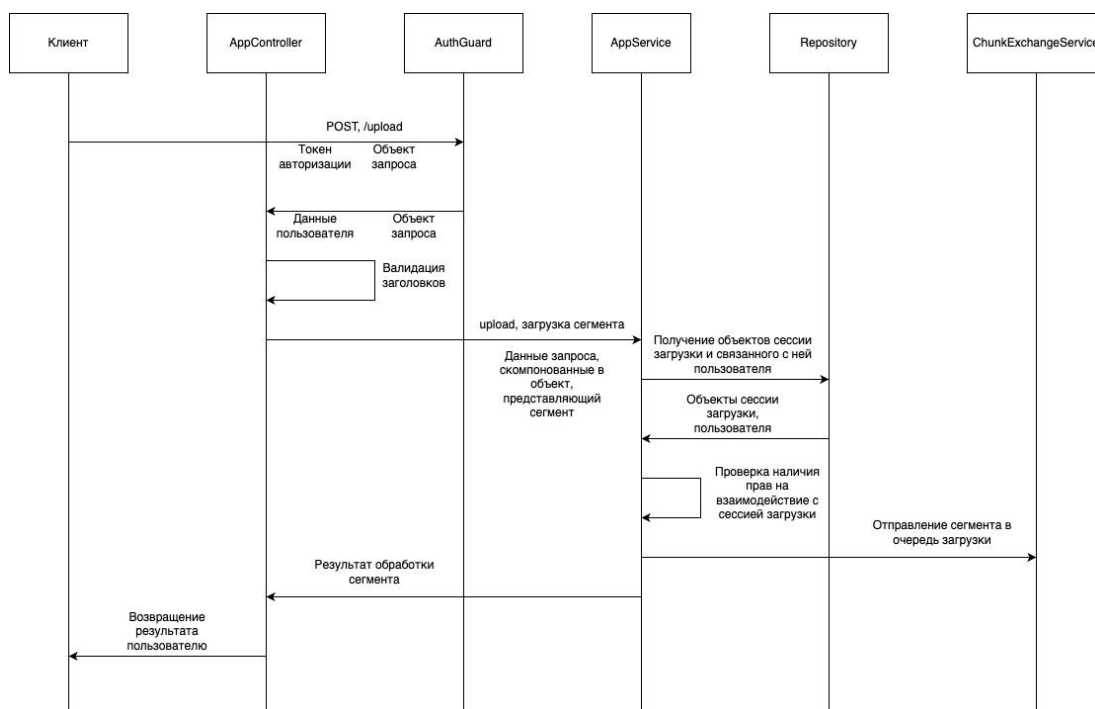 Клиент
AppController
AuthGuard
AppService
Repository
ChunkExchangeService
POST, /upload
Токен
авторизации
Объект
запроса
Данные
пользователя
Объект
запроса
Валидация
заголовков
upload, загрузка сегмента
Данные запроса,
скомпонованные в
объект,
представляющий
сегмент
Получение объектов сессии
загрузки и связанного с ней
пользователя
Объекты сессии
загрузки,
пользователя
Проверка наличия
прав на
взаимодействие с
сессией загрузки
Отправление сегмента в
очередь загрузки
Результат обработки
сегмента
Возвращение
результата
пользователю